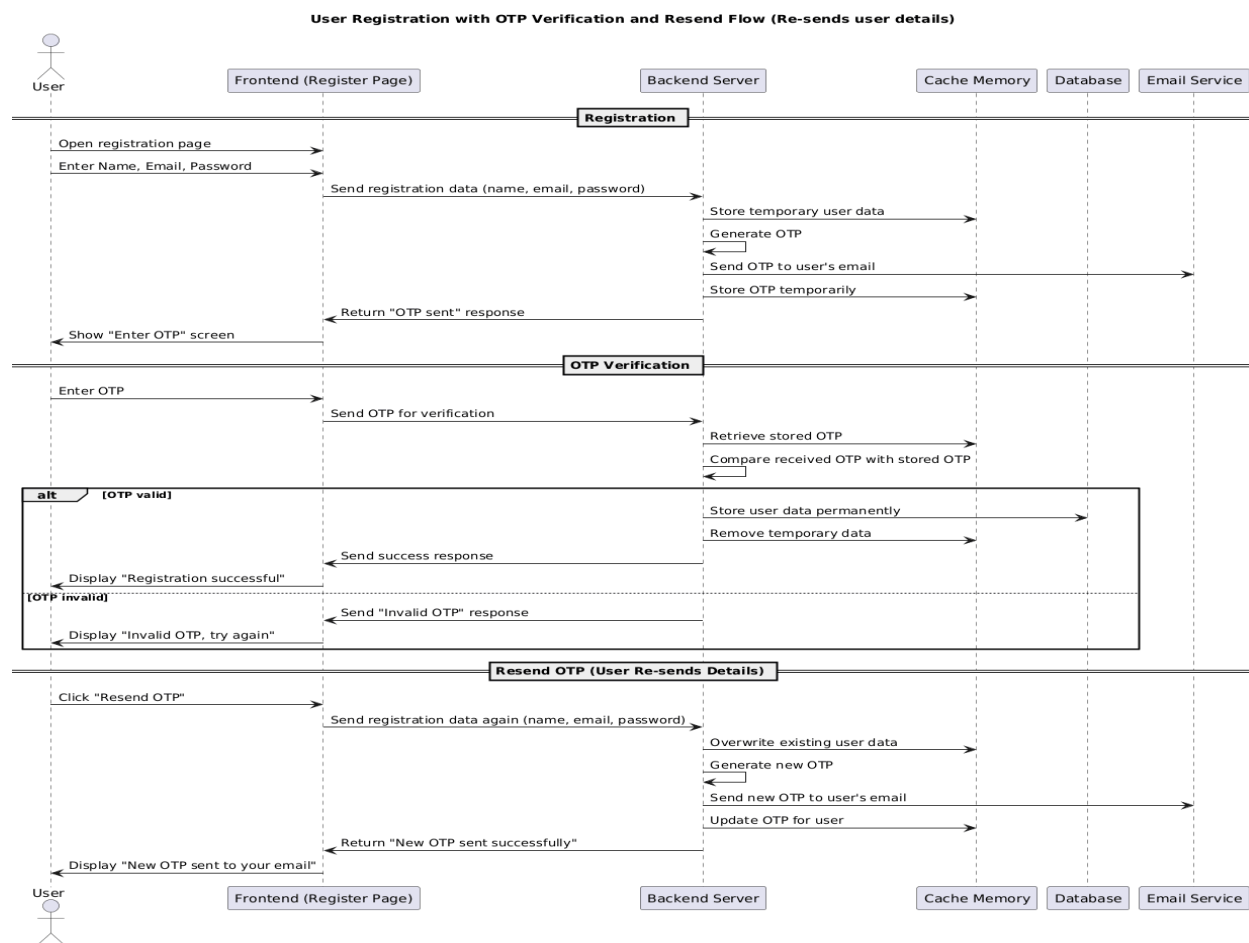 User Registration with OTP Verification and Resend Flow (Re-sends user details)
User
Frontend (Register Page)
Backend Server
Cache Memory
Database
Email Service
Registration
Open registration page
Enter Name, Email, Password
Send registration data (name, email, password)
Store temporary user data
Generate OTP
Send OTP to user's email
Store OTP temporarily
Return "OTP sent" response
Show "Enter OTP" screen
OTP Verification
Enter OTP
Send OTP for verification
Retrieve stored OTP
Compare received OTP with stored OTP
alt
[OTP valid]
Store user data permanently
Remove temporary data
Send success response
Display "Registration successful"
[OTP invalid]
Send "Invalid OTP" response
Display "Invalid OTP, try again"
Resend OTP (User Re-sends Details)
Click "Resend OTP"
Send registration data again (name, email, password)
Overwrite existing user data
Generate new OTP
Send new OTP to user's email
Update OTP for user
Return "New OTP sent successfully"
Display "New OTP sent to your email"
User
Frontend (Register Page)
Backend Server
Cache Memory
Database
Email Service